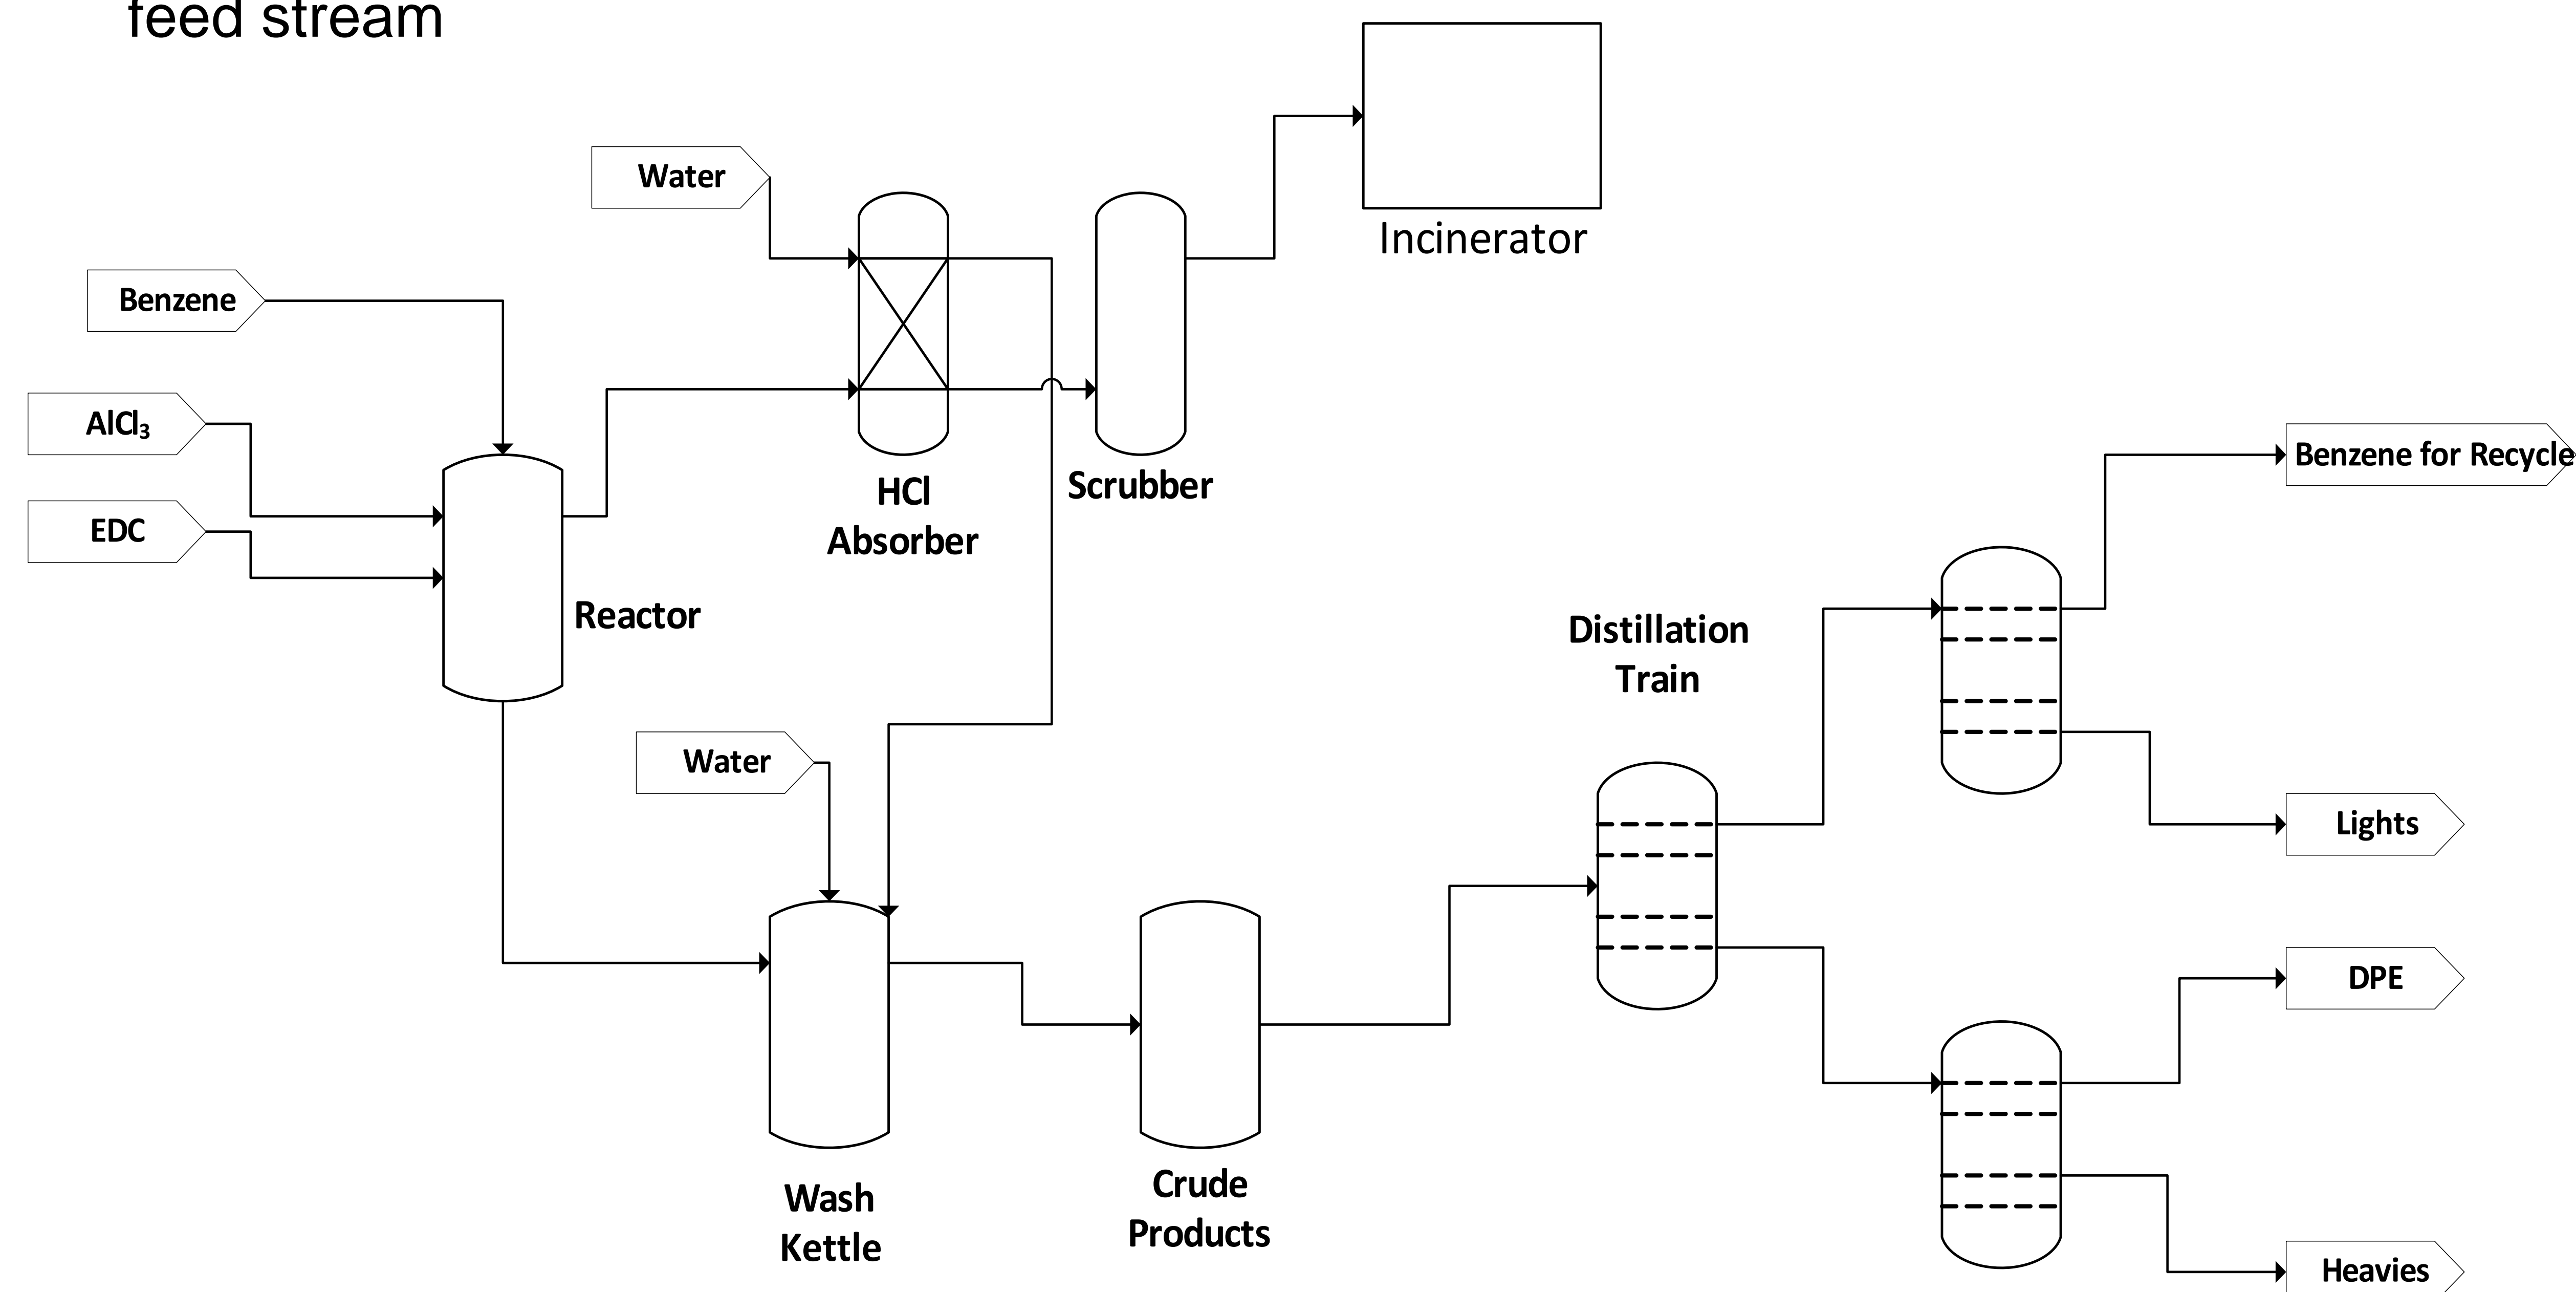 feed stream
Water
Incinerator
Benzene
AlCl₃
EDC
HCl
Absorber
Scrubber
Benzene for Recycle
Reactor
Distillation
Train
Water
Lights
DPE
Wash
Kettle
Crude
Products
Heavies